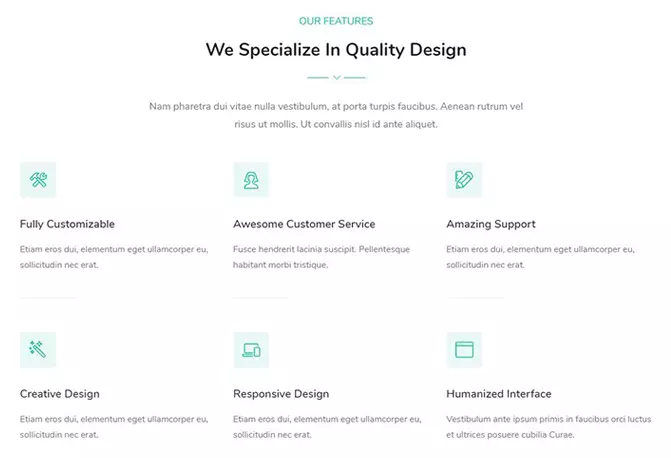 OUR FEATURES
We Specialize In Quality Design
Nam pharetra dui vitae nulla vestibulum, at porta turpis faucibus. Aenean rutrum vel
risus ut mollis. Ut convallis nisl id ante aliquet.
Fully Customizable
Etiam eros dui, elementum eget ullamcorper eu,
sollicitudin nec erat.
Awesome Customer Service
Fusce hendrerit lacinia suscipit. Pellentesque
habitant morbi tristique.
Amazing Support
Etiam eros dui, elementum eget ullamcorper eu,
sollicitudin nec erat.
Creative Design
Etiam eros dui, elementum eget ullamcorper eu,
sollicitudin nec erat.
Responsive Design
Etiam eros dui, elementum eget ullamcorper eu,
sollicitudin nec erat.
Humanized Interface
Vestibulum ante ipsum primis in faucibus orci luctus
et ultrices posuere cubilia Curae.